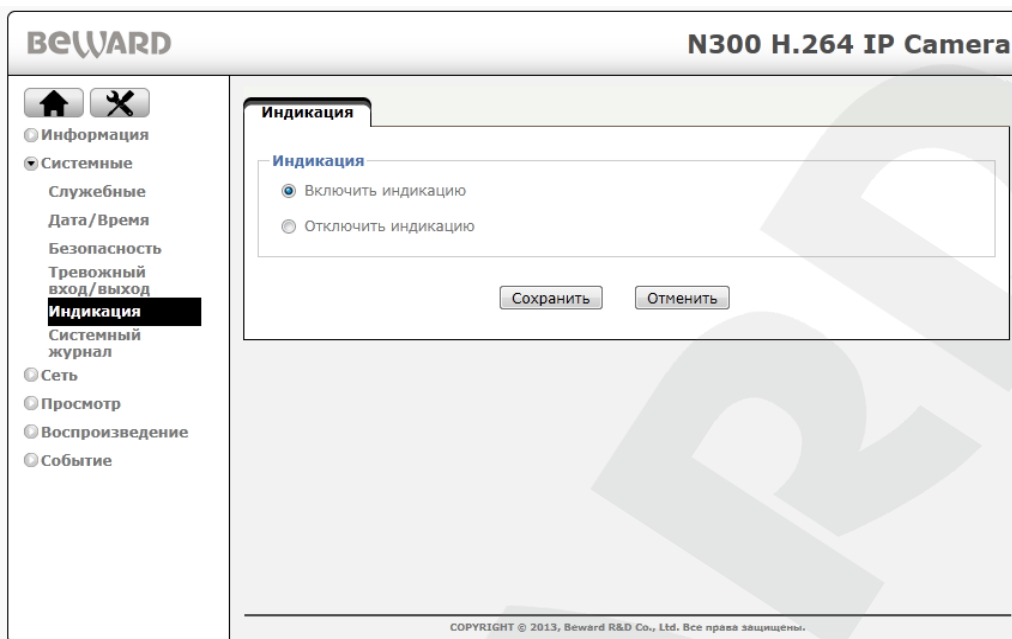 BEWARD
N300 H.264 IP Camera
Информация
Системные
Служебные
Дата/Время
Безопасность
Тревожный
вход/выход
Индикация
Системный
журнал
Сеть
Просмотр
Воспроизведение
Событие
Индикация
Индикация
Включить индикацию
Отключить индикацию
Сохранить
Отменить
COPYRIGHT © 2013, Beward R&D Co., Ltd. Все права защищены.